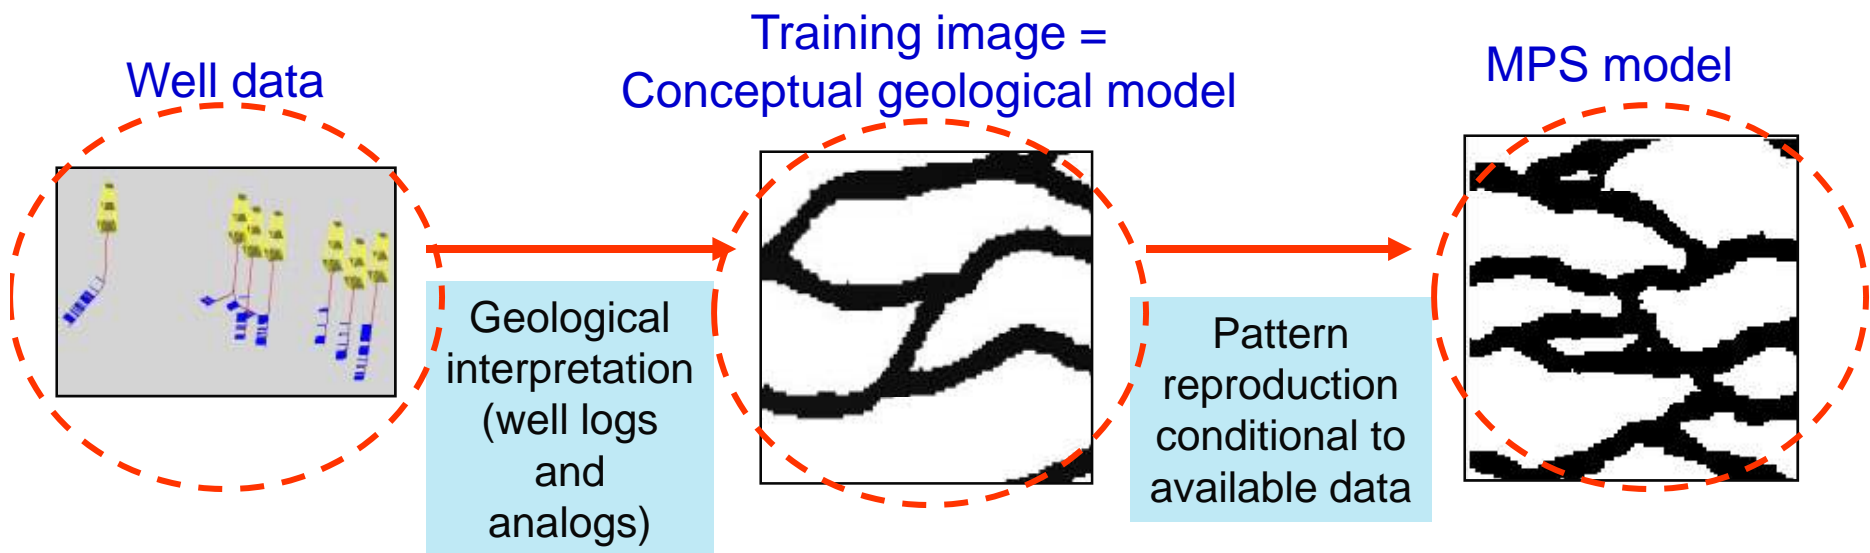 Well data
Training image =
Conceptual geological model
MPS model
Geological
interpretation
(well logs
and
analogs)
Pattern
reproduction
conditional to
available data